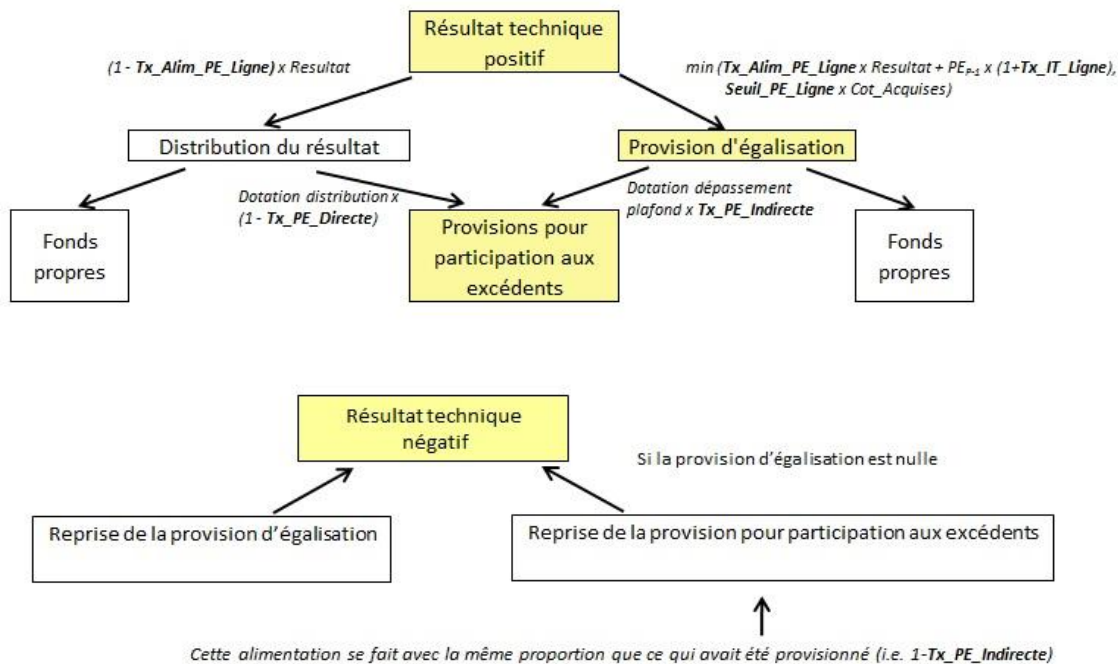 Résultat technique
positif
(1 - Tx_Alim_PE_Ligne) x Resultat
min (Tx_Alim_PE_Ligne x Resultat + PE_P-1 x (1+Tx_IT_Ligne),
Seuil_PE_Ligne x Cot_Acquises)
Distribution du résultat
Provision d'égalisation
Dotation distribution x
(1 - Tx_PE_Directe)
Dotation dépassement
plafond x Tx_PE_Indirecte
Fonds
propres
Provisions pour
participation aux
excédents
Fonds
propres
Résultat technique
négatif
Si la provision d’égalisation est nulle
Reprise de la provision d’égalisation
Reprise de la provision pour participation aux excédents
Cette alimentation se fait avec la même proportion que ce qui avait été provisionné (i.e. 1-Tx_PE_Indirecte)